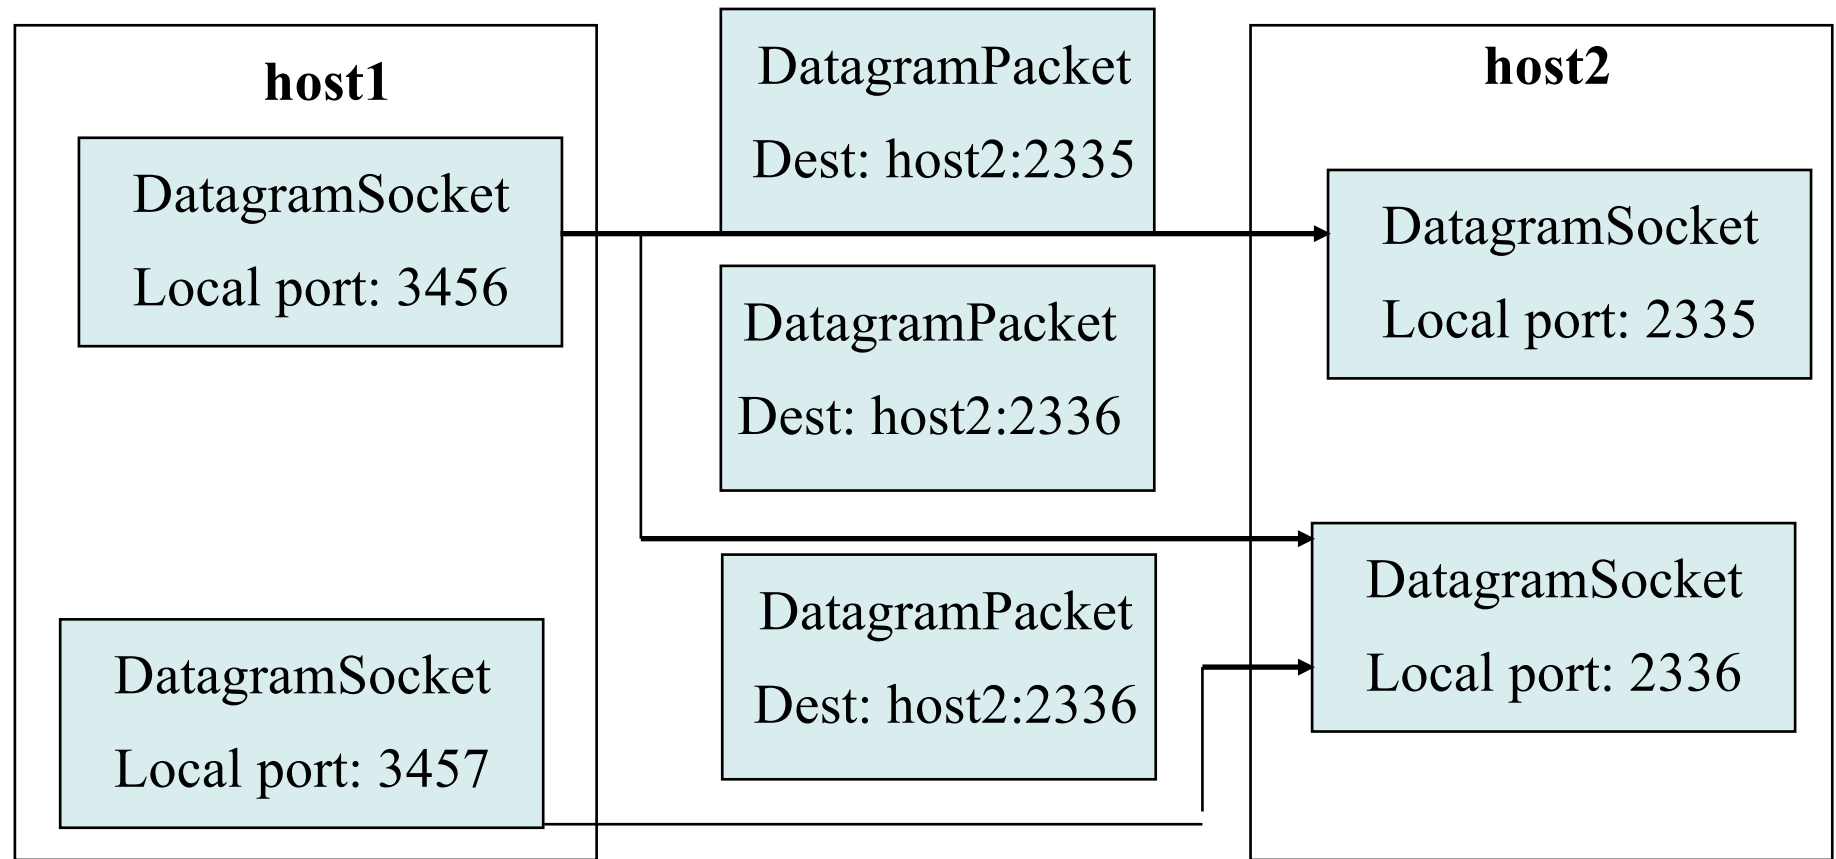 host1
DatagramSocket
Local port: 3456
DatagramSocket
Local port: 3457
DatagramPacket
Dest: host2:2335
DatagramPacket
Dest: host2:2336
DatagramPacket
Dest: host2:2336
host2
DatagramSocket
Local port: 2335
DatagramSocket
Local port: 2336